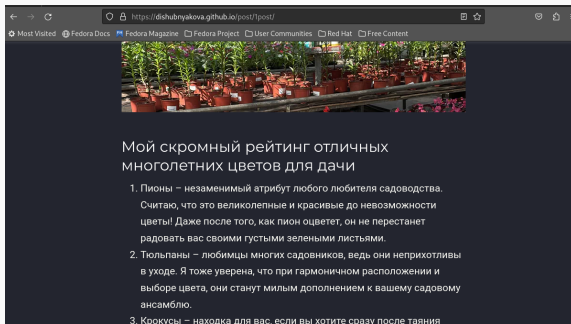 https://dishubnyakova.github.io/post/1post/
Most Visited Fedora Docs Fedora Magazine Fedora Project User Communities Red Hat Free Content
Мой скромный рейтинг отличных
многолетних цветов для дачи
1. Пионы – незаменимый атрибут любого любителя садоводства.
Считаю, что это великолепные и красивые до невозможности
цветы! Даже после того, как пион оцветет, он не перестанет
радовать вас своими густыми зелеными листьями.
2. Тюльпаны – любимцы многих садовников, ведь они неприхотливы
в уходе. Я тоже уверена, что при гармоничном расположении и
выборе цвета, они станут милым дополнением к вашему садовому
ансамблю.
3. Крокусы – находка для вас, если вы хотите сразу после таяния